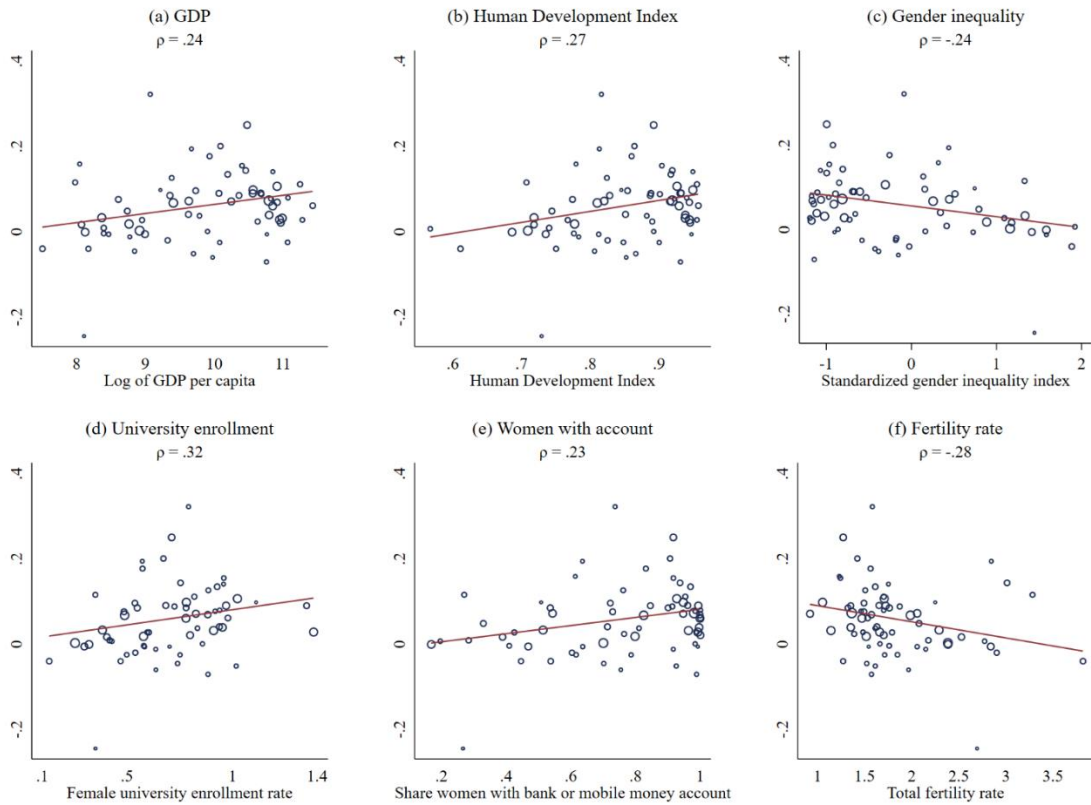 (a) GDP
ρ = .24
.4
.2
0
-.2
8 9 10 11
Log of GDP per capita
(b) Human Development Index
ρ = .27
.4
.2
0
-.2
.6 .7 .8 .9
Human Development Index
(c) Gender inequality
ρ = -.24
.4
.2
0
-.2
-1 0 1 2
Standardized gender inequality index
(d) University enrollment
ρ = .32
.4
.2
0
-.2
.1 .5 1 1.4
Female university enrollment rate
(e) Women with account
ρ = .23
.4
.2
0
-.2
.2 .4 .6 .8 1
Share women with bank or mobile money account
(f) Fertility rate
ρ = -.28
.4
.2
0
-.2
1 1.5 2 2.5 3 3.5
Total fertility rate